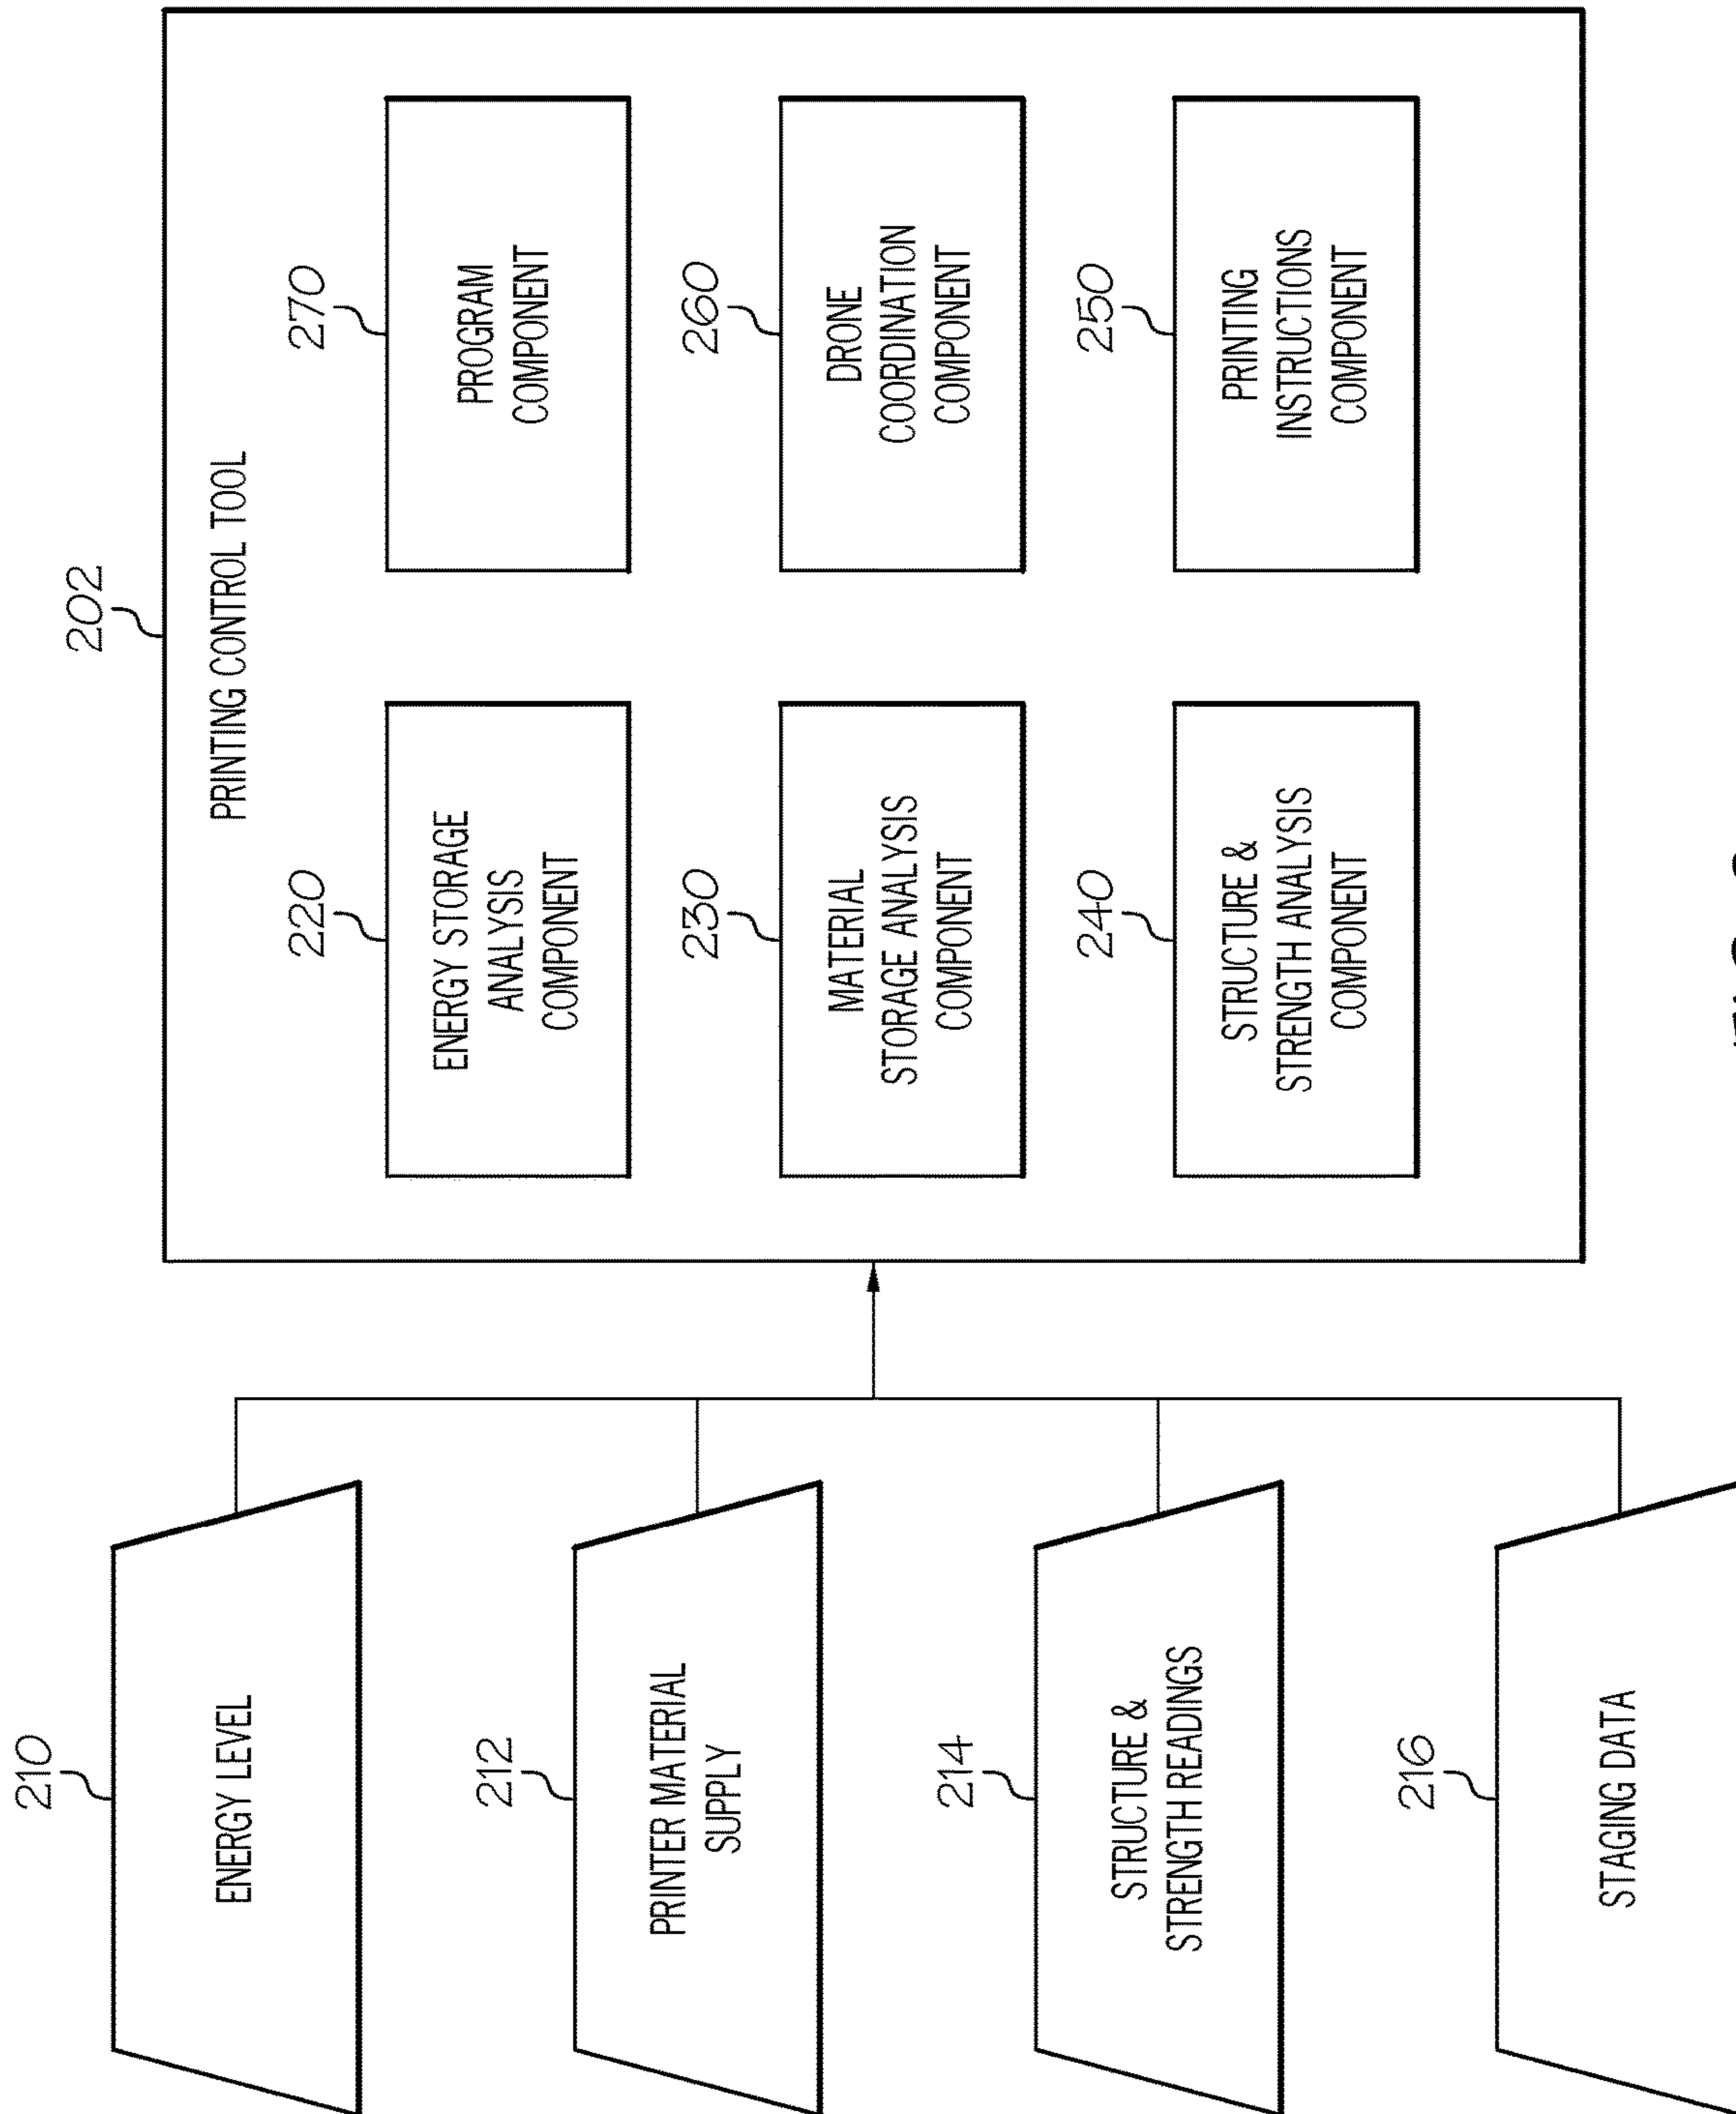 202
PRINTING CONTROL TOOL
210
ENERGY LEVEL
212
PRINTER MATERIAL
SUPPLY
214
STRUCTURE &
STRENGTH READINGS
216
STAGING DATA
220
ENERGY STORAGE
ANALYSIS
COMPONENT
270
PROGRAM
COMPONENT
230
MATERIAL
STORAGE ANALYSIS
COMPONENT
260
DRONE
COORDINATION
COMPONENT
240
STRUCTURE &
STRENGTH ANALYSIS
COMPONENT
250
PRINTING
INSTRUCTIONS
COMPONENT